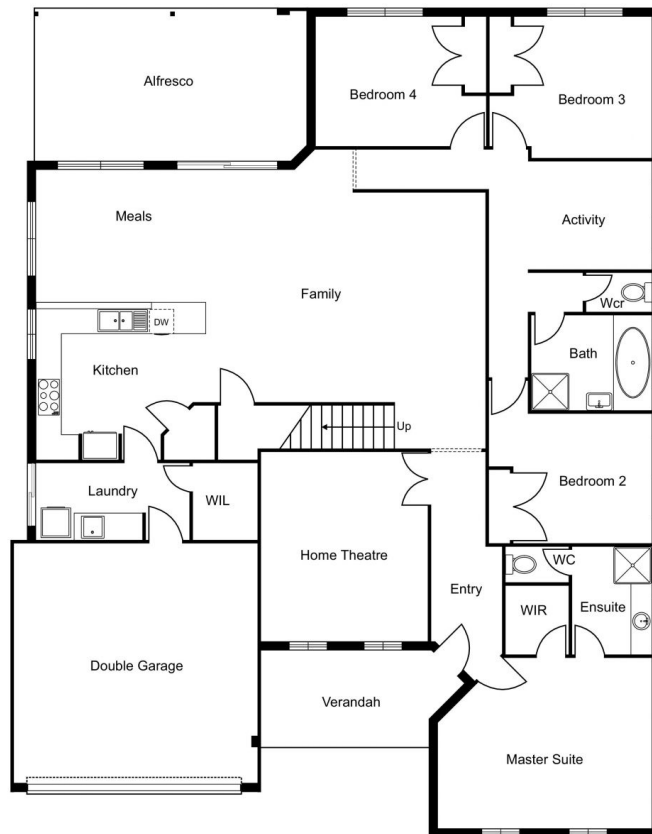 Alfresco
Bedroom 4
Bedroom 3
Meals
Activity
Family
Wcr
DW
Bath
Kitchen
Up
Laundry
WIL
Bedroom 2
Home Theatre
WC
Entry
WIR
Ensuite
Double Garage
Verandah
Master Suite